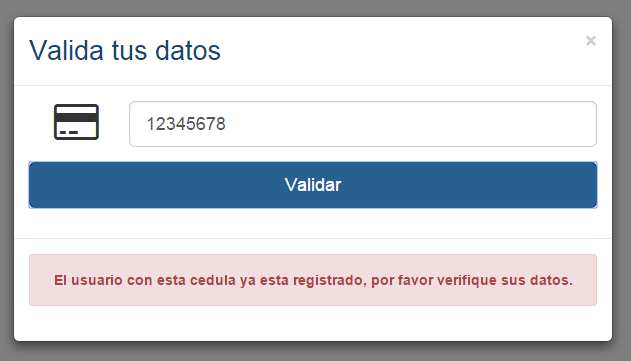 Valida tus datos
×
12345678
Validar
El usuario con esta cedula ya esta registrado, por favor verifique sus datos.